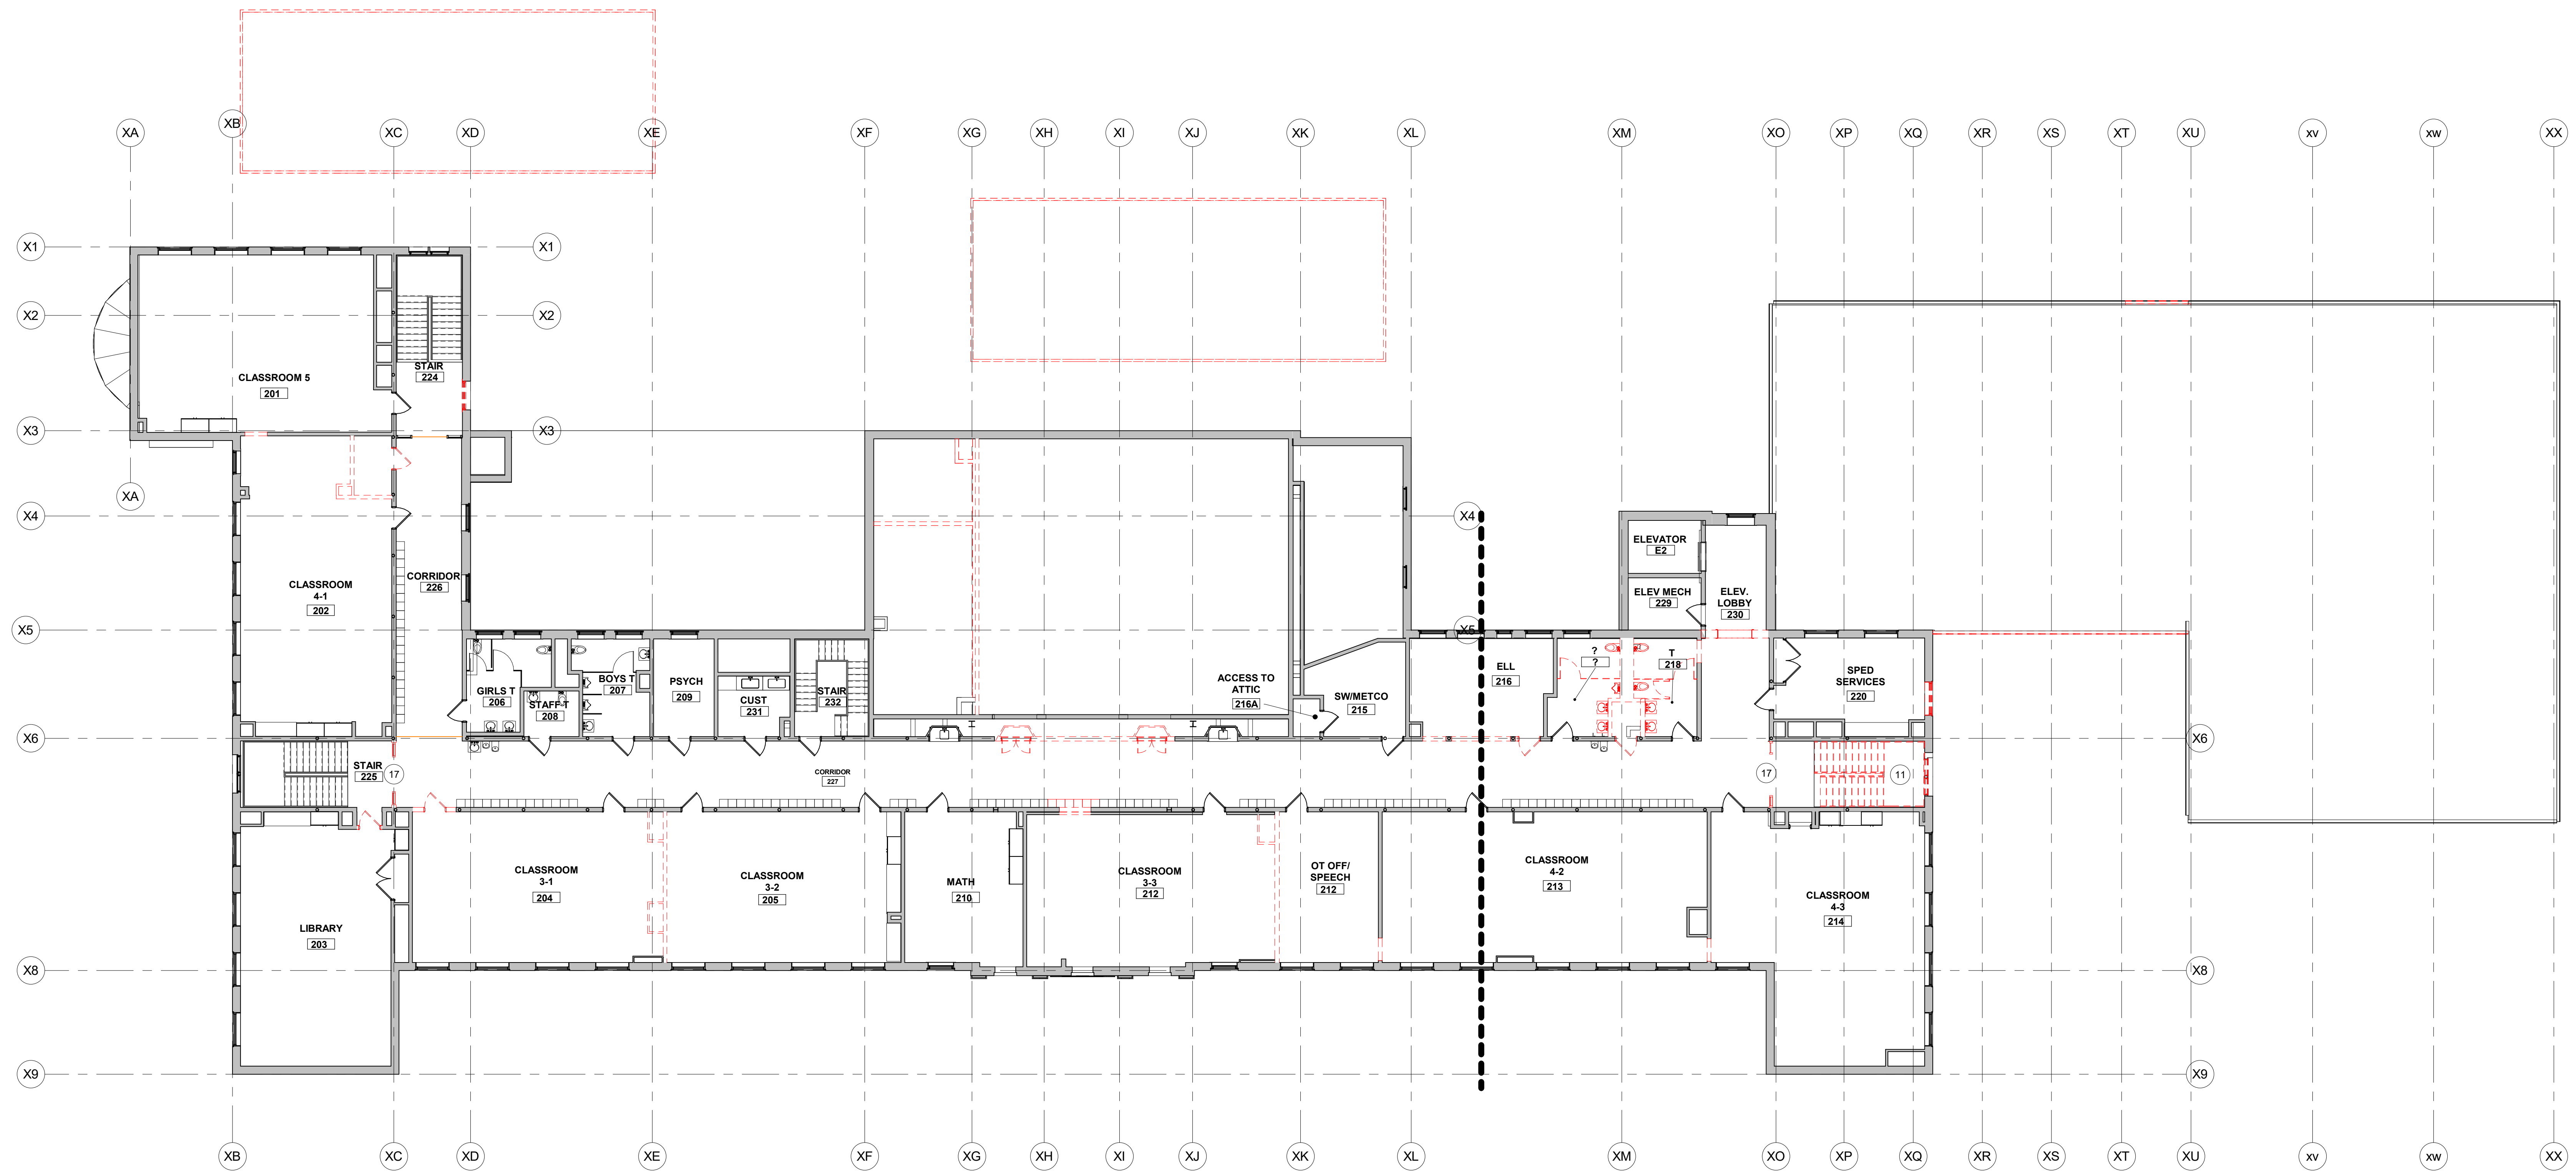 XA
XB
XC
XD
XE
XF
XG
XH
XI
XJ
XK
XL
XM
XO
XP
XQ
XR
XS
XT
XU
xv
xw
XX
X1
X1
X2
X2
STAIR
224
CLASSROOM 5
201
X3
X3
XA
X4
X4
ELEVATOR
E2
CORRIDOR
226
CLASSROOM
4-1
202
ELEV MECH
229
ELEV.
LOBBY
230
X5
X5
GIRLS T
206
STAFF T
208
BOYS T
207
PSYCH
209
CUST
231
STAIR
232
ACCESS TO
ATTIC
216A
SW/METCO
215
ELL
216
?
?
T
218
SPED
SERVICES
220
X6
X6
STAIR
225
17
CORRIDOR
227
17
11
CLASSROOM
3-1
204
CLASSROOM
3-2
205
MATH
210
CLASSROOM
3-3
212
OT OFF/
SPEECH
212
CLASSROOM
4-2
213
CLASSROOM
4-3
214
LIBRARY
203
X8
X8
X9
X9
XB
XC
XD
XE
XF
XG
XH
XI
XJ
XK
XL
XM
XO
XP
XQ
XR
XS
XT
XU
xv
xw
XX